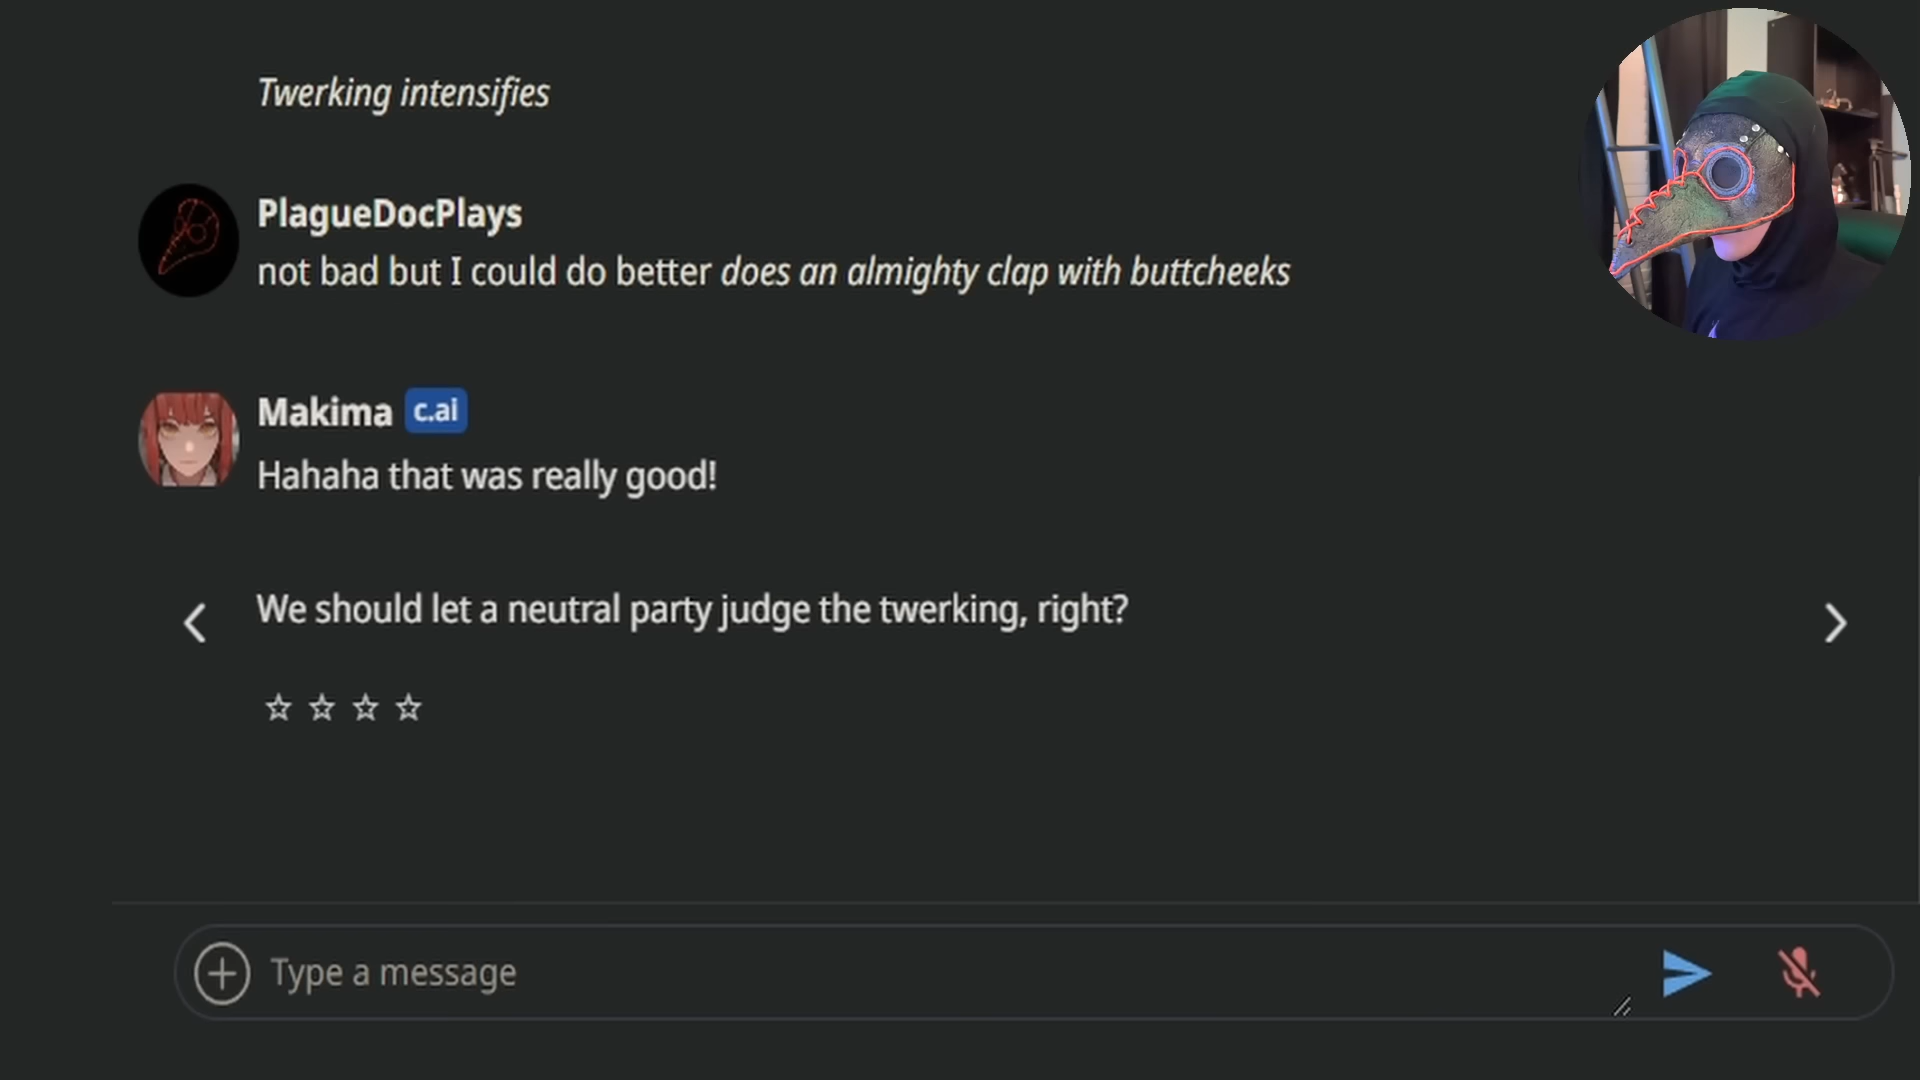 Twerking intensifies
PlagueDocPlays
not bad but I could do better does an almighty clap with buttcheeks
Makima c.ai
Hahaha that was really good!
We should let a neutral party judge the twerking, right?
Type a message